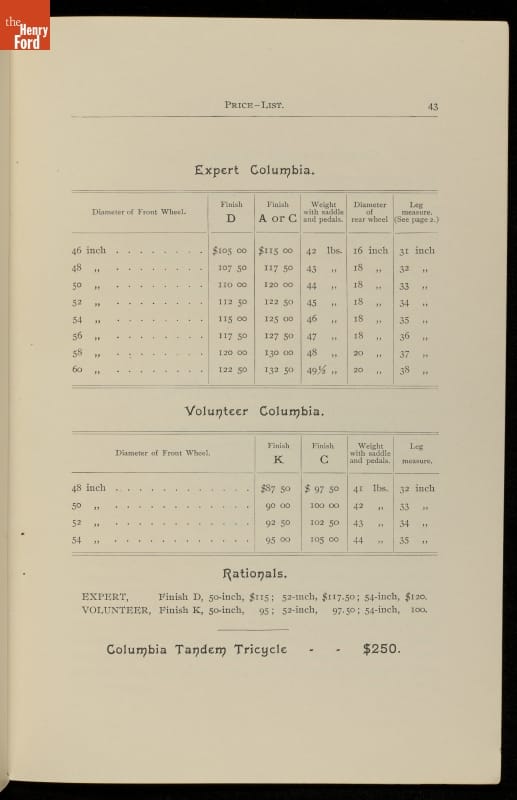 the
Henry
Ford
PRICE-LIST. 43
Expert Columbia.
Diameter of Front Wheel. Finish D Finish A or C Weight with saddle and pedals. Diameter of rear wheel Leg measure. (See page 2.)
46 inch . . . . . . . . $105 00 $115 00 42 lbs. 16 inch 31 inch
48 „ . . . . . . . . 107 50 117 50 43 „ 18 „ 32 „
50 „ . . . . . . . . 110 00 120 00 44 „ 18 „ 33 „
52 „ . . . . . . . . 112 50 122 50 45 „ 18 „ 34 „
54 „ . . . . . . . . 115 00 125 00 46 „ 18 „ 35 „
56 „ . . . . . . . . 117 50 127 50 47 „ 18 „ 36 „
58 „ . . . . . . . . 120 00 130 00 48 „ 20 „ 37 „
60 „ . . . . . . . . 122 50 132 50 49½ „ 20 „ 38 „
Volunteer Columbia.
Diameter of Front Wheel. Finish K Finish C Weight with saddle and pedals. Leg measure.
48 inch . . . . . . . . . . . . $87 50 $ 97 50 41 lbs. 32 inch
50 „ . . . . . . . . . . . . 90 00 100 00 42 „ 33 „
52 „ . . . . . . . . . . . . 92 50 102 50 43 „ 34 „
54 „ . . . . . . . . . . . . 95 00 105 00 44 „ 35 „
Rationals.
EXPERT, Finish D, 50-inch, $115; 52-inch, $117.50; 54-inch, $120.
VOLUNTEER, Finish K, 50-inch, 95; 52-inch, 97.50; 54-inch, 100.
Columbia Tandem Tricycle - - $250.